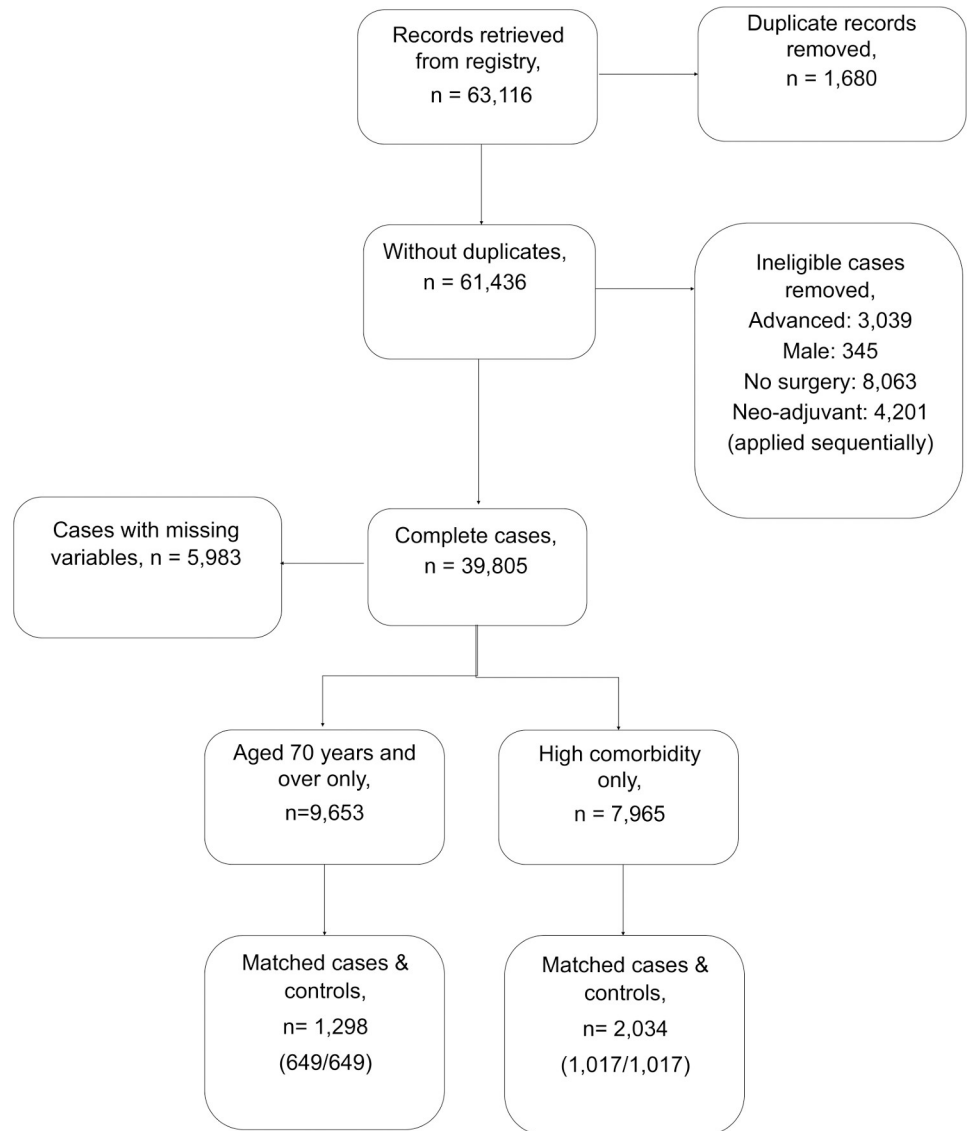 Records retrieved
from registry,
n = 63,116
Duplicate records
removed,
n = 1,680
Without duplicates,
n = 61,436
Ineligible cases
removed,
Advanced: 3,039
Male: 345
No surgery: 8,063
Neo-adjuvant: 4,201
(applied sequentially)
Cases with missing
variables, n = 5,983
Complete cases,
n = 39,805
Aged 70 years and
over only,
n=9,653
High comorbidity
only,
n = 7,965
Matched cases &
controls,
n= 1,298
(649/649)
Matched cases &
controls,
n= 2,034
(1,017/1,017)